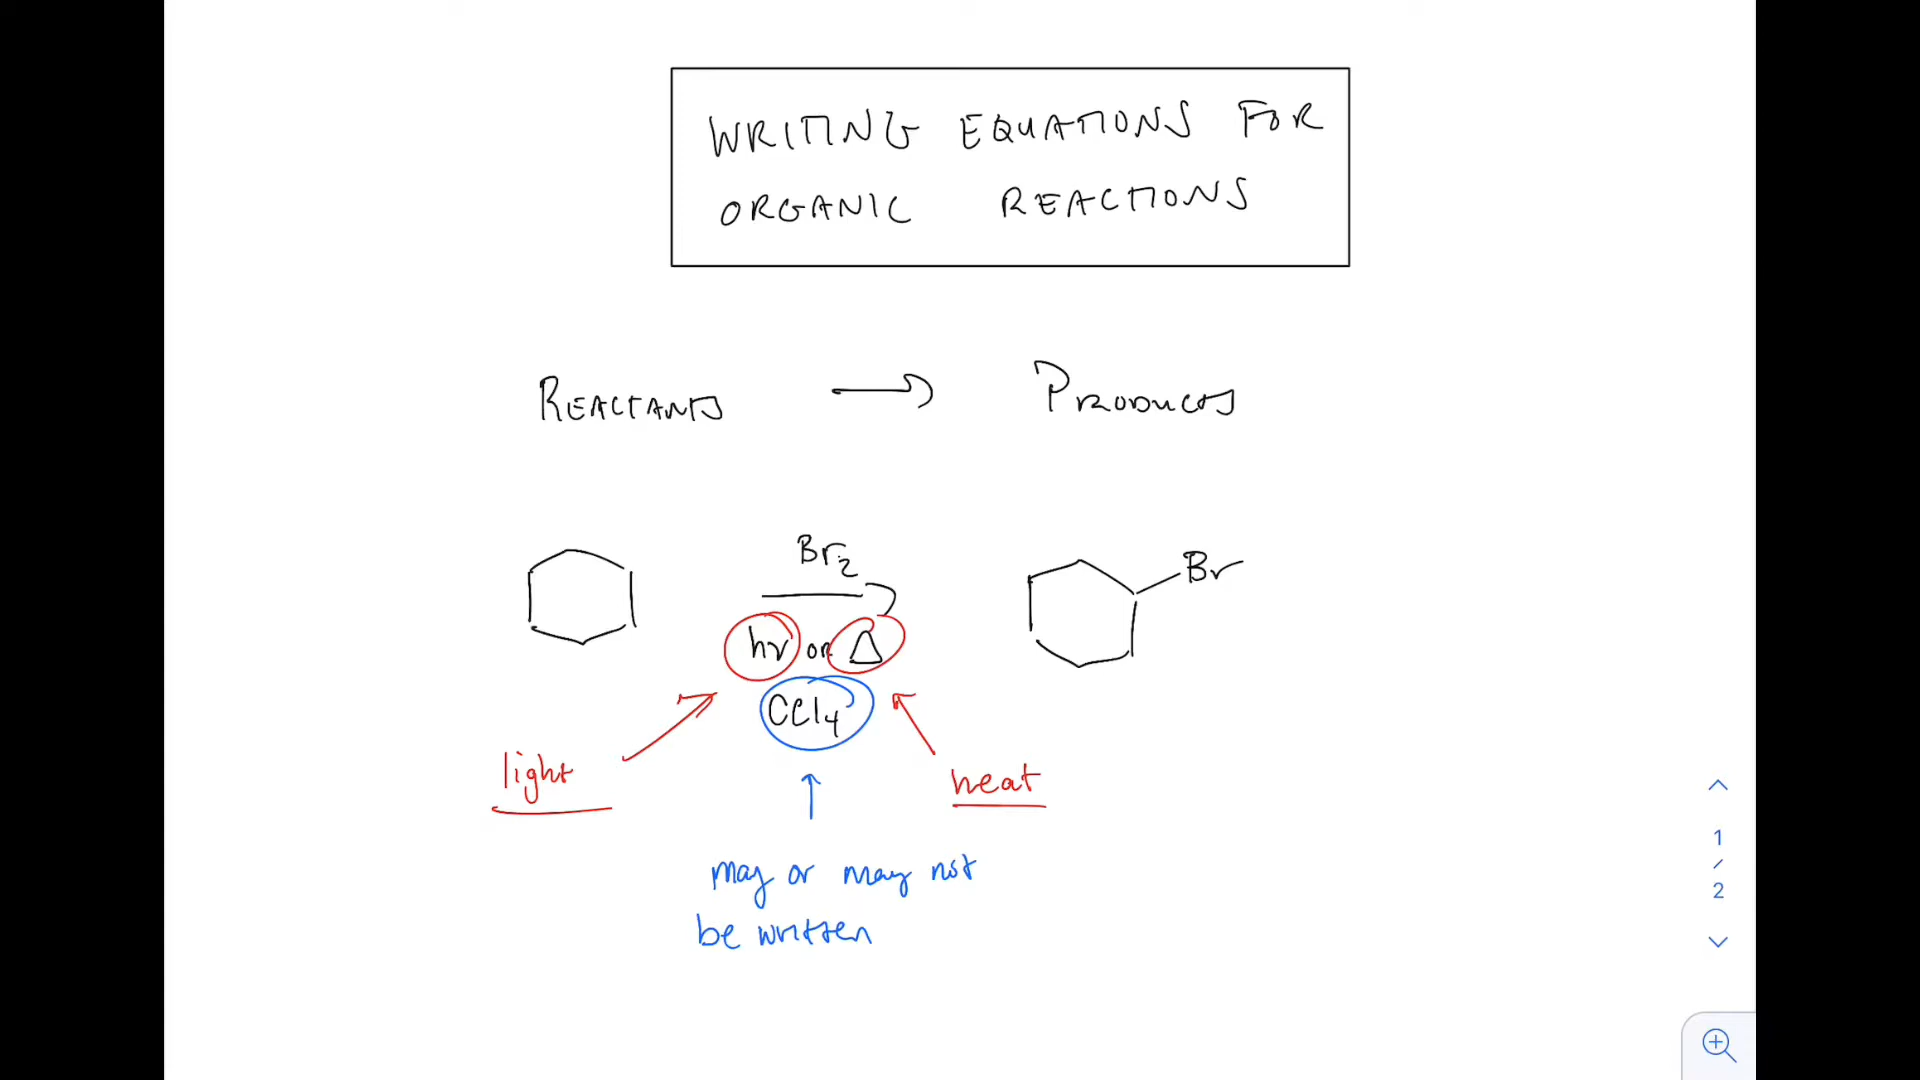 WRITING EQUATIONS FOR
ORGANIC REACTIONS
REACTANTS → PRODUCTS
Br2
Br
hν or Δ
CCl4
light
heat
may or may not
be written
1
/
2